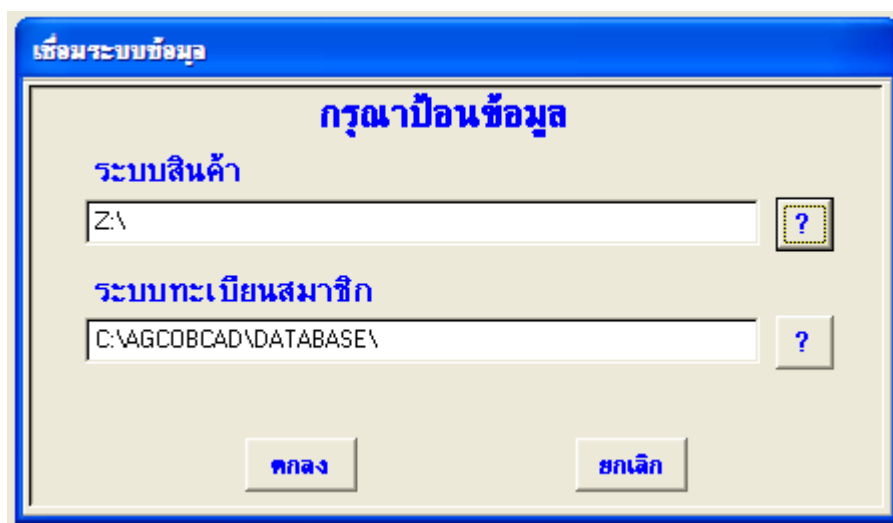 เชื่อมระบบข้อมูล
กรุณาป้อนข้อมูล
ระบบสินค้า
Z:\
?
ระบบทะเบียนสมาชิก
C:\AGCOBCAD\DATABASE\
?
ตกลง
ยกเลิก